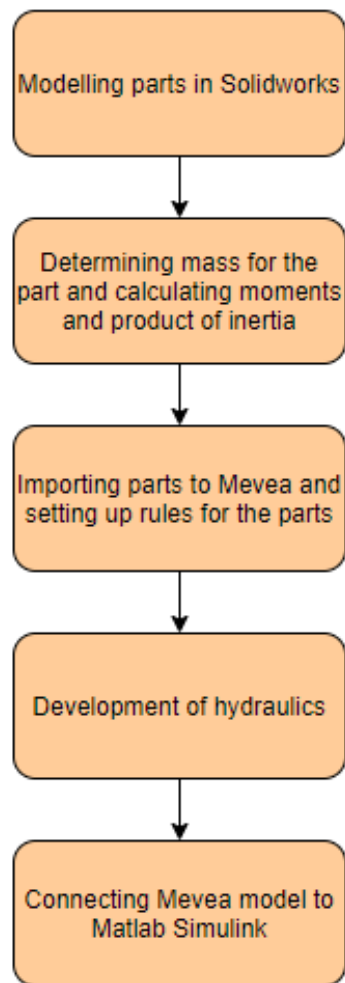 Modelling parts in Solidworks
Determining mass for the
part and calculating moments
and product of inertia
Importing parts to Mevea and
setting up rules for the parts
Development of hydraulics
Connecting Mevea model to
Matlab Simulink